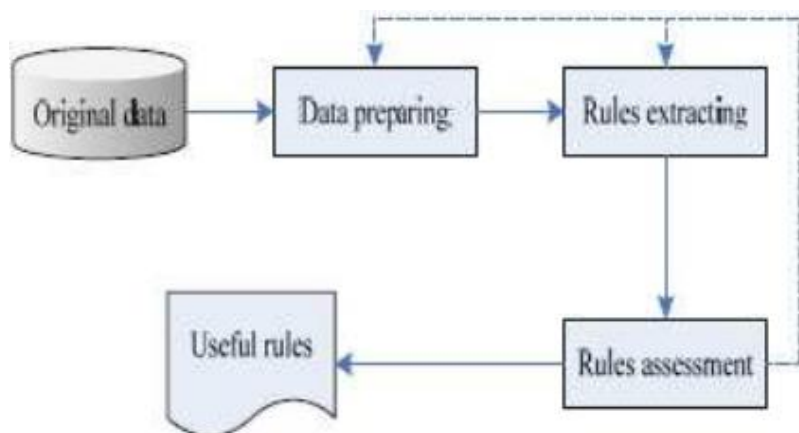 Original data
Data preparing
Rules extracting
Useful rules
Rules assessment